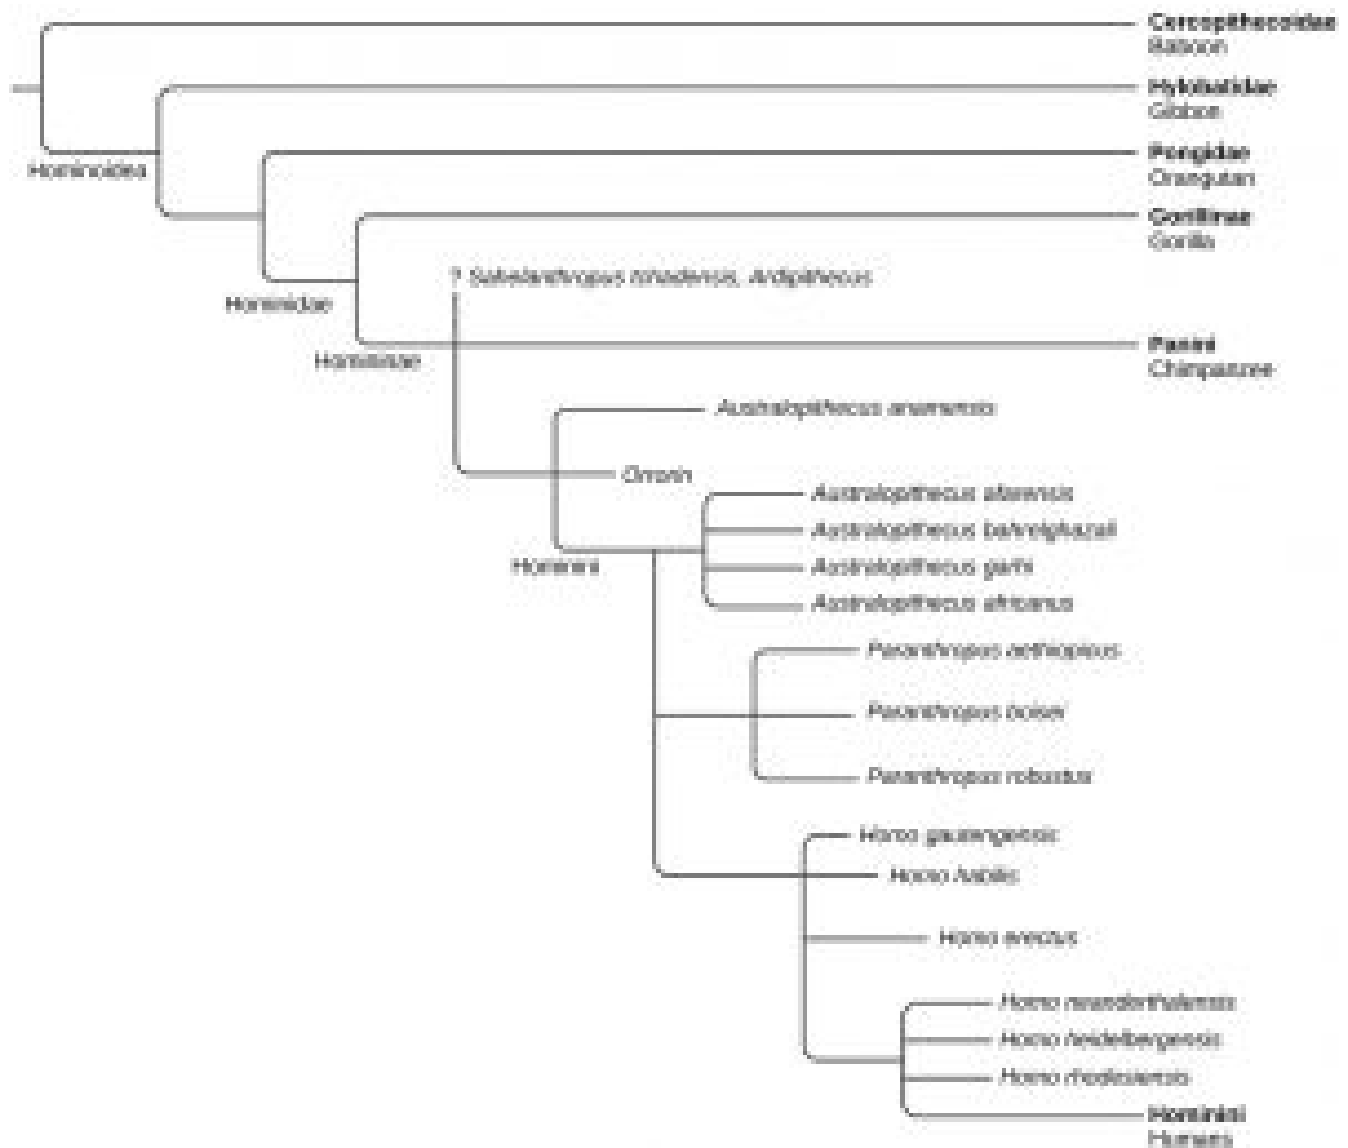 Cercopithecoidae
Baboon
Hylobatidae
Gibbon
Hominoidea
Pongidae
Orangutan
Gorillinae
Gorilla
? Sahelanthropus tchadensis, Ardipithecus
Hominidae
Panini
Chimpanzee
Homininae
Australopithecus anamensis
Orrorin
Australopithecus afarensis
Australopithecus bahrelghazali
Hominini
Australopithecus garhi
Australopithecus africanus
Paranthropus aethiopicus
Paranthropus boisei
Paranthropus robustus
Homo gautengensis
Homo habilis
Homo erectus
Homo neanderthalensis
Homo heidelbergensis
Homo rhodesiensis
Hominini
Humans